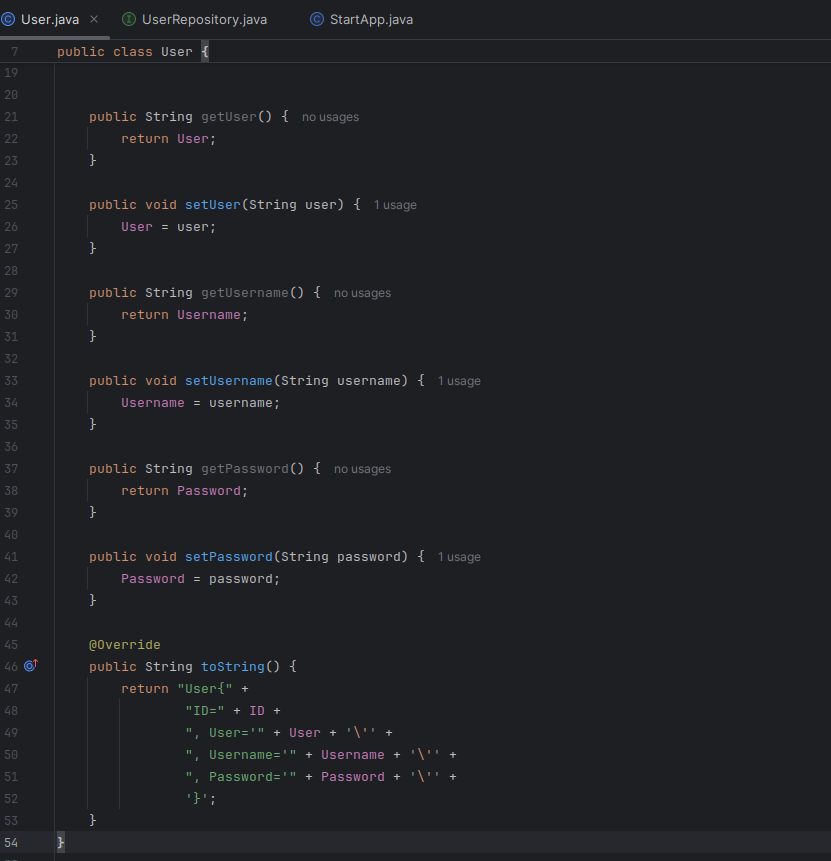 User.java × UserRepository.java StartApp.java
7 public class User {
19
20
21 public String getUser() { no usages
22 return User;
23 }
24
25 public void setUser(String user) { 1 usage
26 User = user;
27 }
28
29 public String getUsername() { no usages
30 return Username;
31 }
32
33 public void setUsername(String username) { 1 usage
34 Username = username;
35 }
36
37 public String getPassword() { no usages
38 return Password;
39 }
40
41 public void setPassword(String password) { 1 usage
42 Password = password;
43 }
44
45 @Override
46 public String toString() {
47 return "User{" +
48 "ID=" + ID +
49 ", User='" + User + '\'' +
50 ", Username='" + Username + '\'' +
51 ", Password='" + Password + '\'' +
52 '}';
53 }
54 }